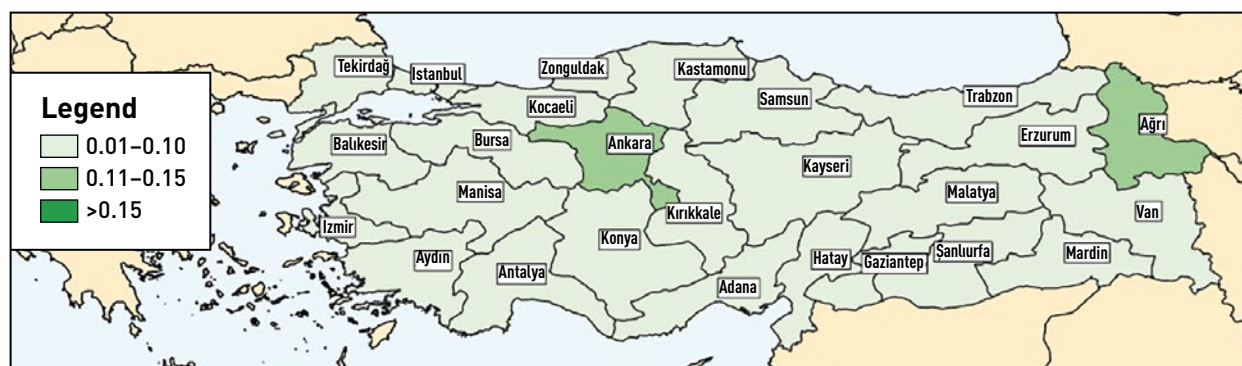 Legend
0.01–0.10
0.11–0.15
>0.15
Tekirdağ
Istanbul
Zonguldak
Kastamonu
Kocaeli
Samsun
Trabzon
Ağrı
Balıkesir
Bursa
Ankara
Erzurum
Kayseri
Manisa
Malatya
Izmir
Kırıkkale
Van
Konya
Aydın
Antalya
Adana
Hatay
Gaziantep
Şanlıurfa
Mardin